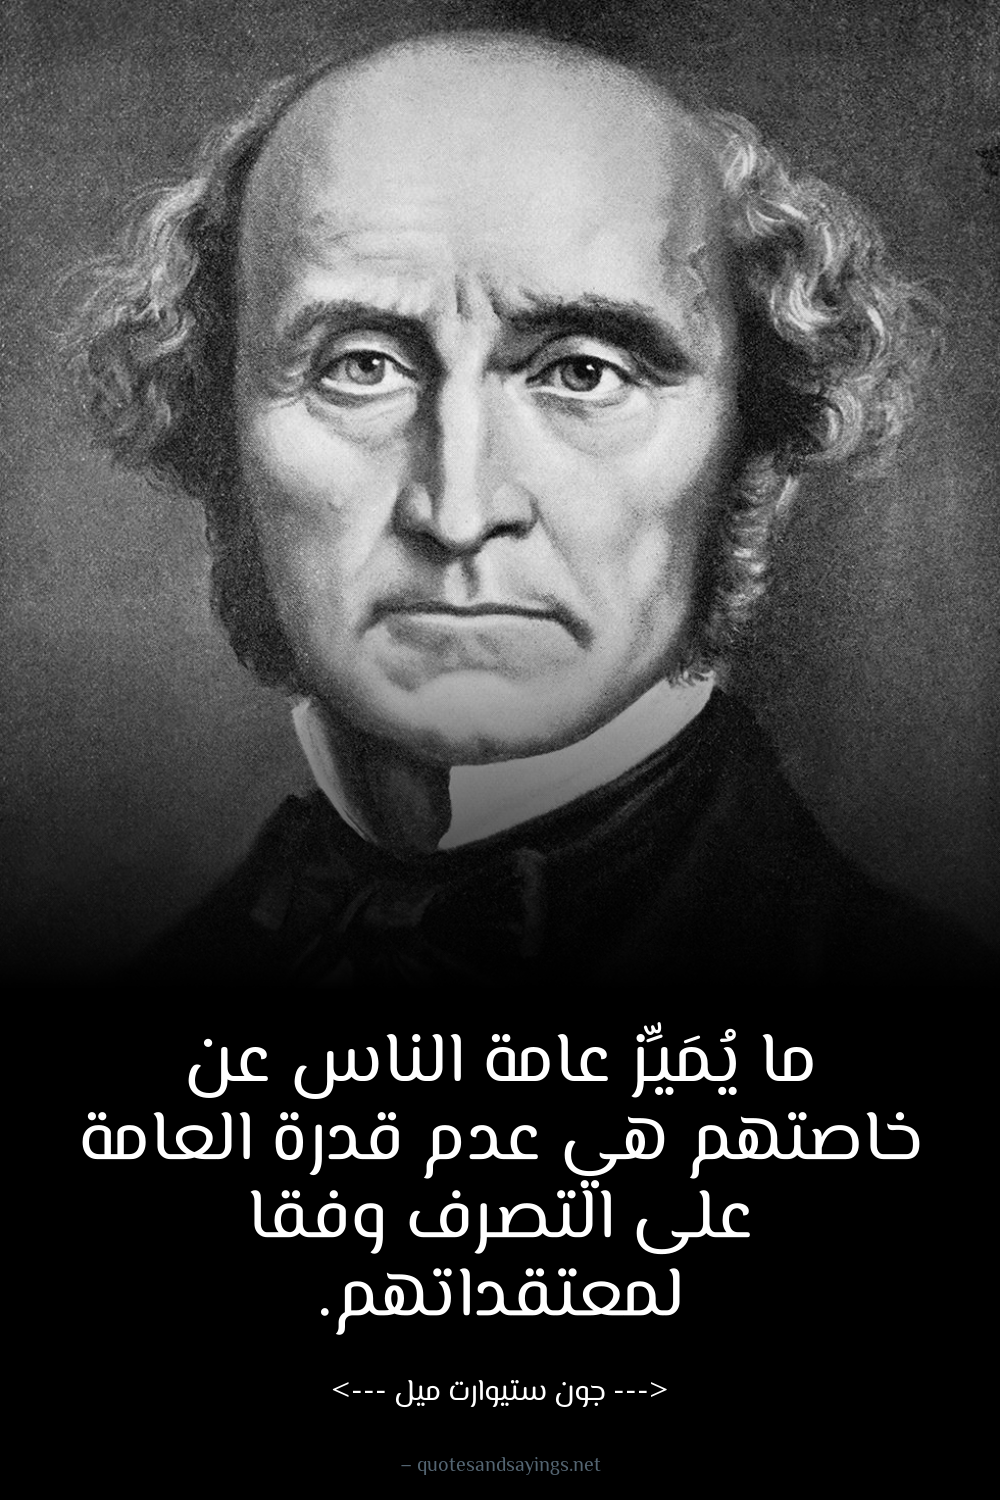 ما يُمَيِّز عامة الناس عن
خاصتهم هي عدم قدرة العامة
على التصرف وفقا
لمعتقداتهم.
<--- جون ستيوارت ميل --->
– quotesandsayings.net